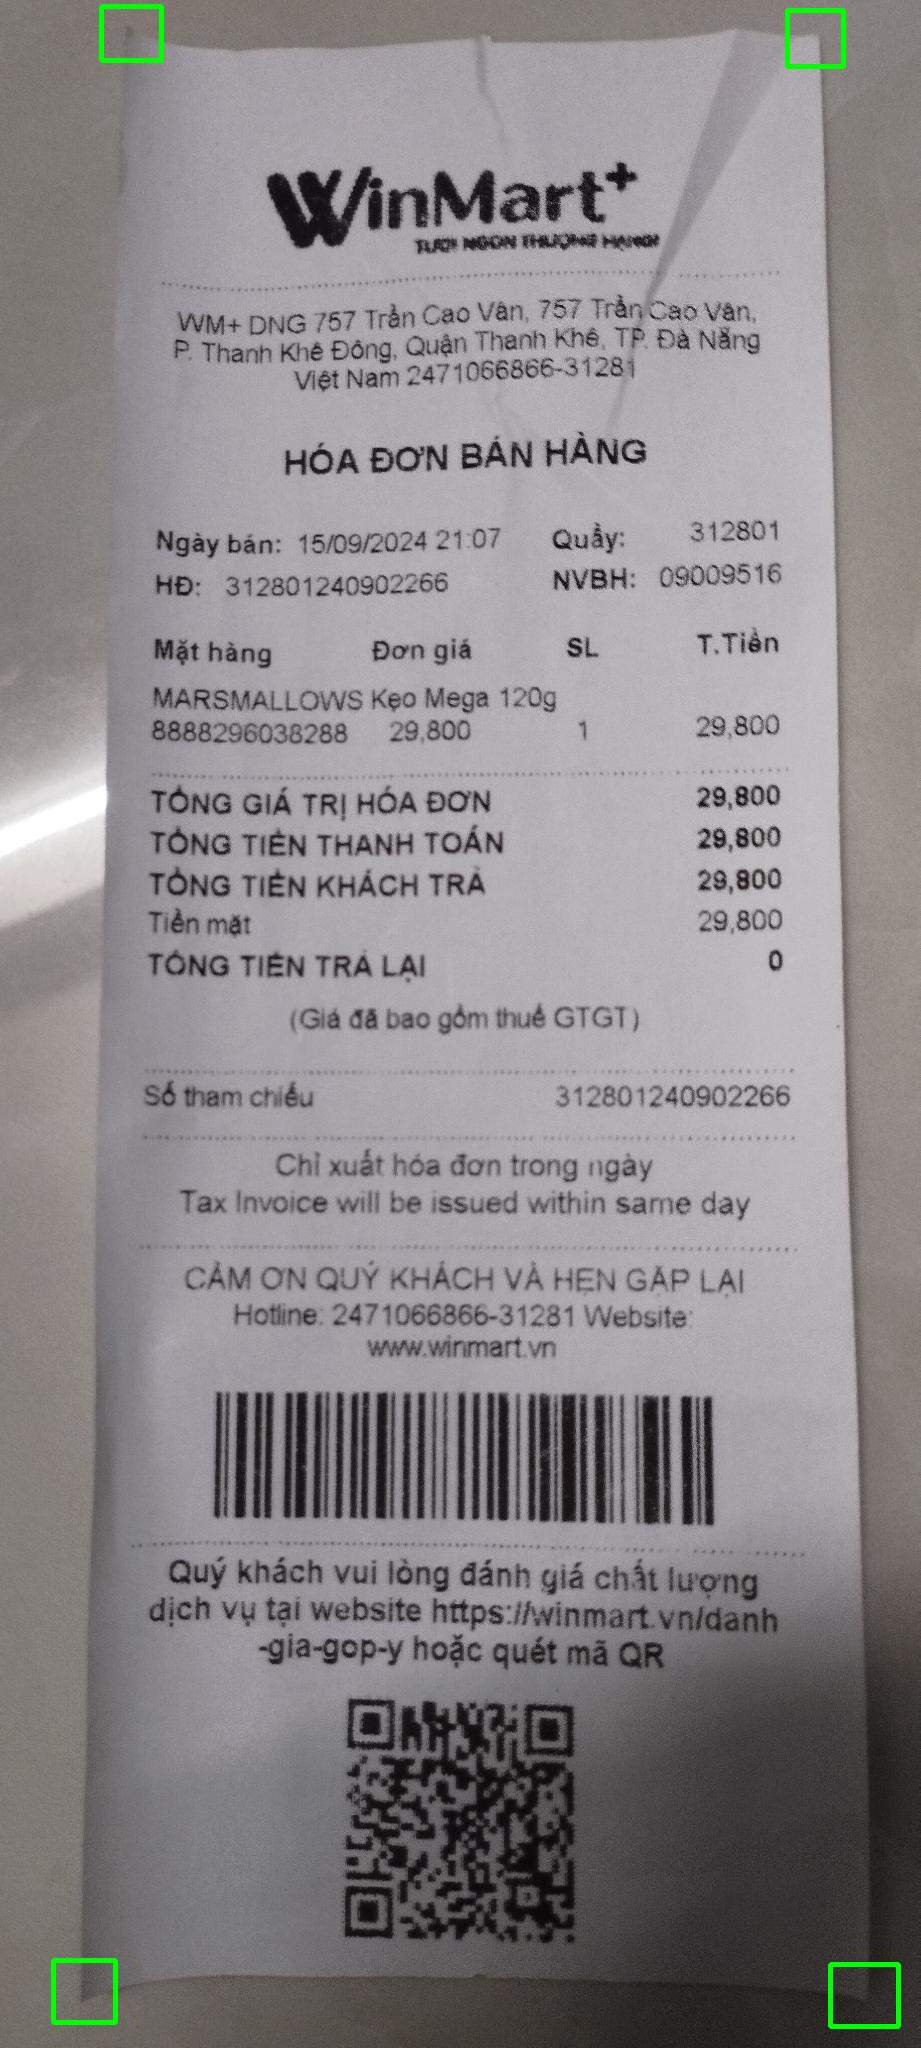 WinMart+
TƯƠI NGON THƯỢNG HẠNG!
WM+ DNG 757 Trần Cao Vân, 757 Trần Cao Vân,
P. Thanh Khê Đông, Quận Thanh Khê, TP. Đà Nẵng
Việt Nam 2471066866-31281
HÓA ĐƠN BÁN HÀNG
Ngày bán: 15/09/2024 21:07 Quầy: 312801
HĐ: 312801240902266 NVBH: 09009516
Mặt hàng Đơn giá SL T.Tiền
MARSMALLOWS Kẹo Mega 120g
8888296038288 29,800 1 29,800
TỔNG GIÁ TRỊ HÓA ĐƠN 29,800
TỔNG TIỀN THANH TOÁN 29,800
TỔNG TIỀN KHÁCH TRẢ 29,800
Tiền mặt 29,800
TỔNG TIỀN TRẢ LẠI 0
(Giá đã bao gồm thuế GTGT)
Số tham chiếu 312801240902266
Chỉ xuất hóa đơn trong ngày
Tax Invoice will be issued within same day
CẢM ƠN QUÝ KHÁCH VÀ HẸN GẶP LẠI
Hotline: 2471066866-31281 Website:
www.winmart.vn
Quý khách vui lòng đánh giá chất lượng
dịch vụ tại website https://winmart.vn/danh
-gia-gop-y hoặc quét mã QR